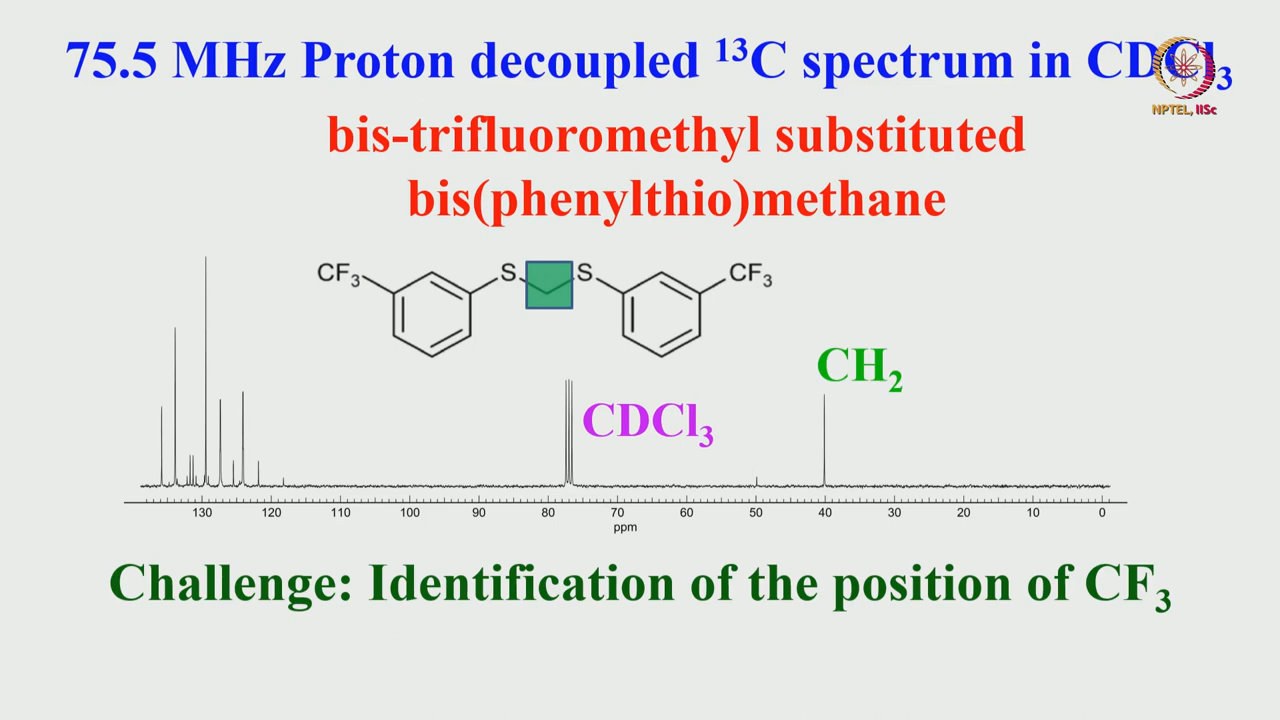 75.5 MHz Proton decoupled ¹³C spectrum in CDCl₃
NPTEL, IISc
bis-trifluoromethyl substituted
bis(phenylthio)methane
CF₃ S S CF₃
CH₂
CDCl₃
130 120 110 100 90 80 70 60 50 40 30 20 10 0
ppm
Challenge: Identification of the position of CF₃